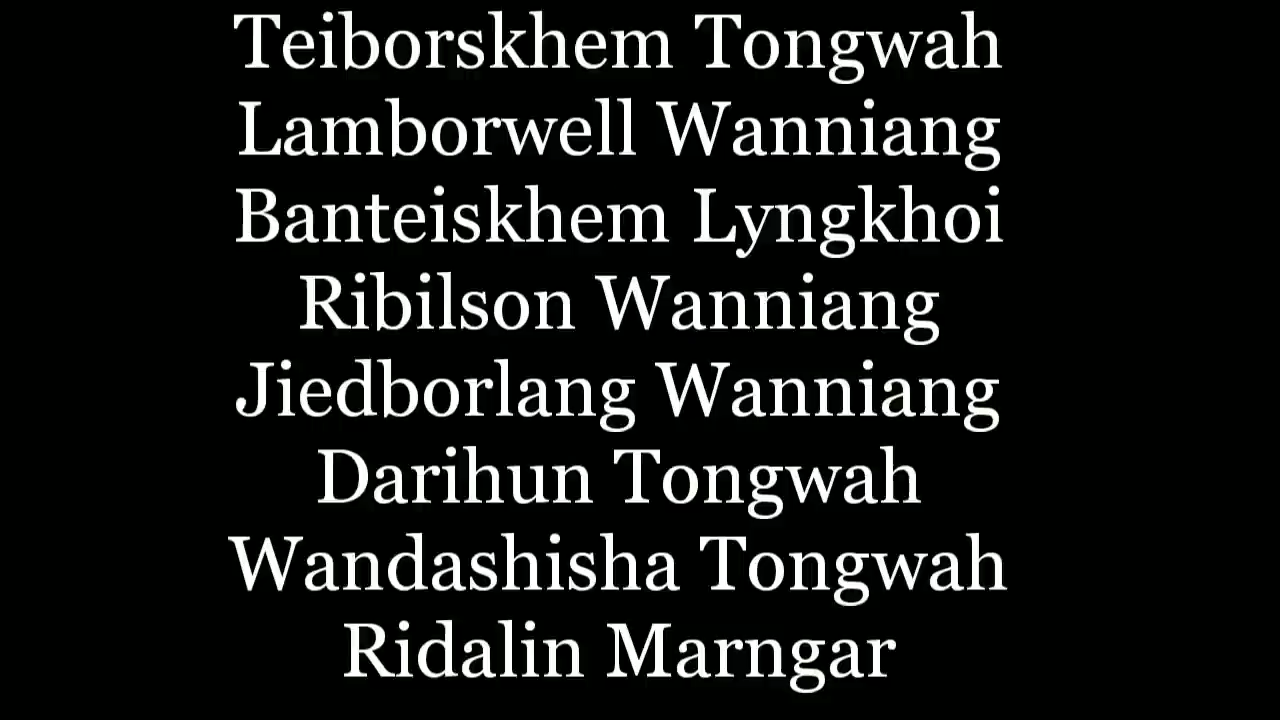 Teiborskhem Tongwah
Lamborwell Wanniang
Banteiskhem Lyngkhoi
Ribilson Wanniang
Jiedborlang Wanniang
Darihun Tongwah
Wandashisha Tongwah
Ridalin Marngar